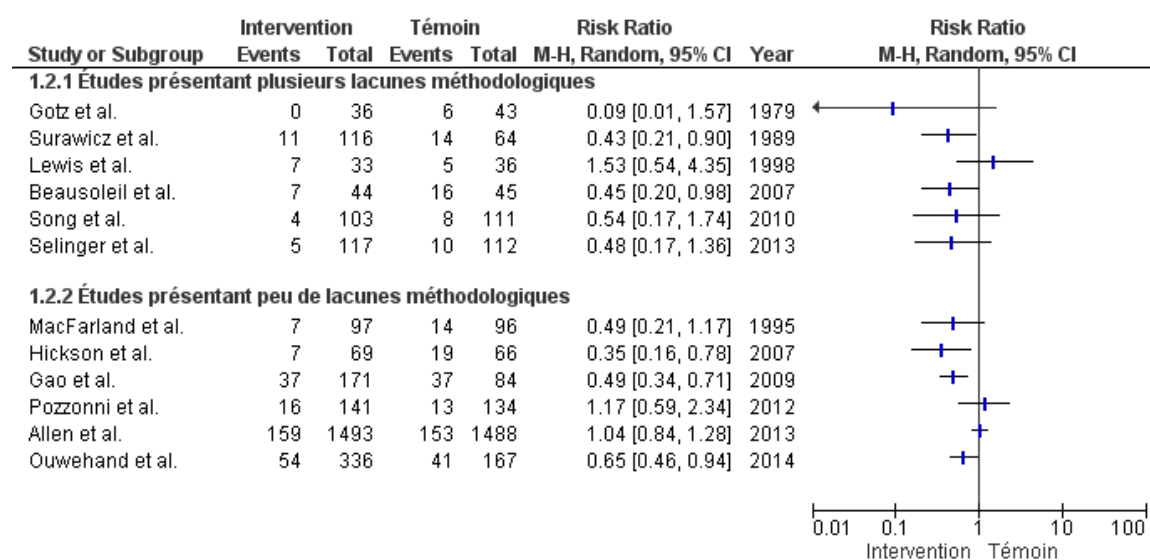 Intervention Témoin Risk Ratio Risk Ratio
Study or Subgroup Events Total Events Total M-H, Random, 95% CI Year M-H, Random, 95% CI
1.2.1 Études présentant plusieurs lacunes méthodologiques
Gotz et al. 0 36 6 43 0.09 [0.01, 1.57] 1979
Surawicz et al. 11 116 14 64 0.43 [0.21, 0.90] 1989
Lewis et al. 7 33 5 36 1.53 [0.54, 4.35] 1998
Beausoleil et al. 7 44 16 45 0.45 [0.20, 0.98] 2007
Song et al. 4 103 8 111 0.54 [0.17, 1.74] 2010
Selinger et al. 5 117 10 112 0.48 [0.17, 1.36] 2013
1.2.2 Études présentant peu de lacunes méthodologiques
MacFarland et al. 7 97 14 96 0.49 [0.21, 1.17] 1995
Hickson et al. 7 69 19 66 0.35 [0.16, 0.78] 2007
Gao et al. 37 171 37 84 0.49 [0.34, 0.71] 2009
Pozzonni et al. 16 141 13 134 1.17 [0.59, 2.34] 2012
Allen et al. 159 1493 153 1488 1.04 [0.84, 1.28] 2013
Ouwehand et al. 54 336 41 167 0.65 [0.46, 0.94] 2014
0.01 0.1 1 10 100
Intervention Témoin